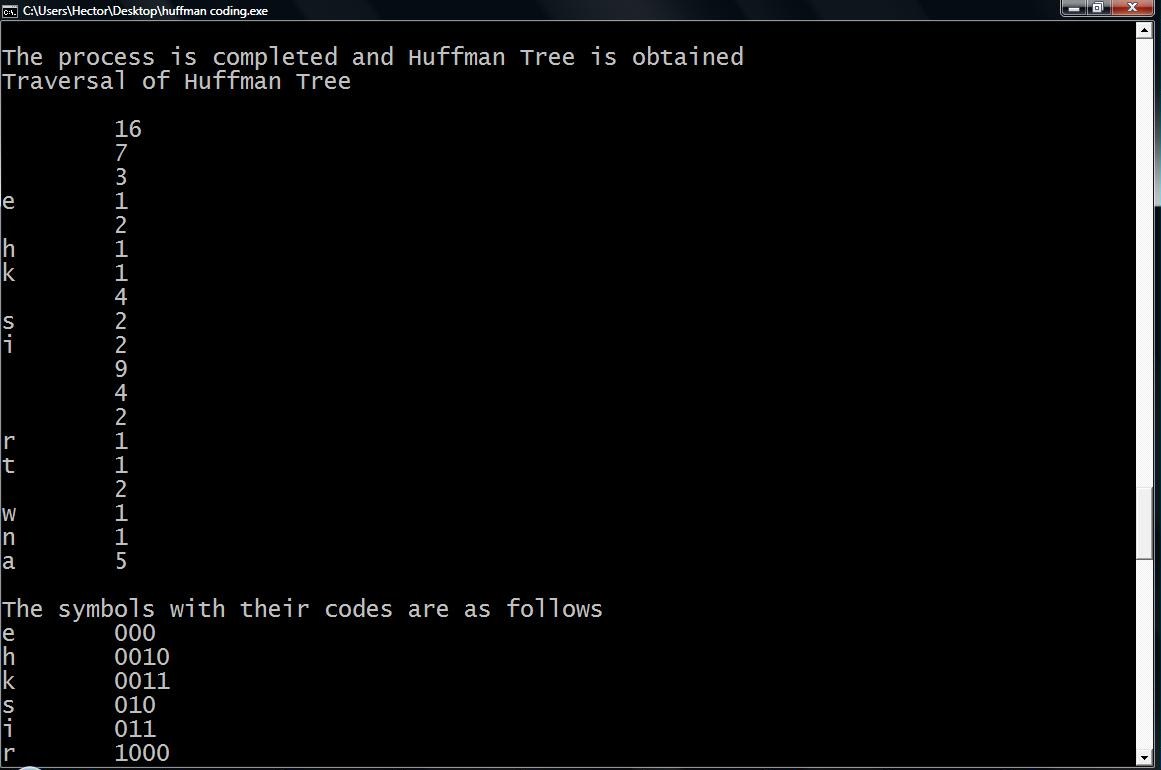 C:\Users\Hector\Desktop\huffman coding.exe
The process is completed and Huffman Tree is obtained
Traversal of Huffman Tree
16
7
3
e 1
2
h 1
k 1
4
s 2
i 2
9
4
2
r 1
t 1
2
w 1
n 1
a 5
The symbols with their codes are as follows
e 000
h 0010
k 0011
s 010
i 011
r 1000